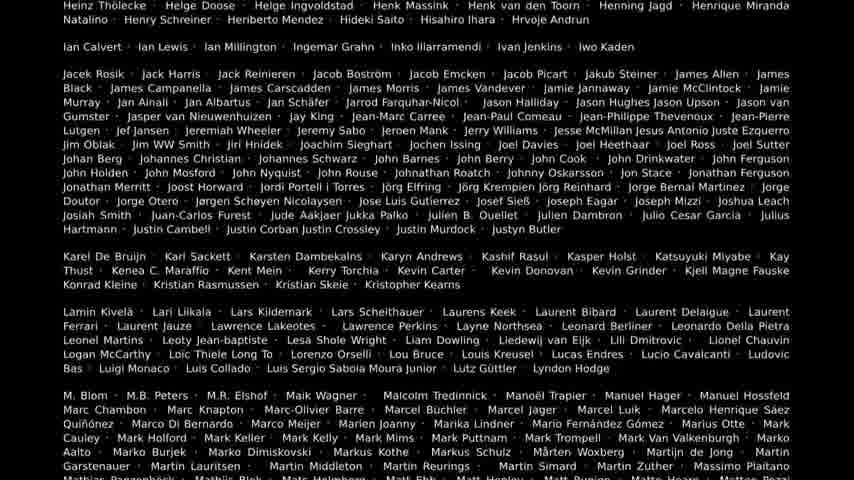 Heinz Thölecke · Helge Doose · Helge Ingvoldstad · Henk Massink · Henk van den Toorn · Henning Jagd · Henrique Miranda
Natalino · Henry Schreiner · Heriberto Mendez · Hideki Saito · Hisahiro Ihara · Hrvoje Andrun
Ian Calvert · Ian Lewis · Ian Millington · Ingemar Grahn · Inko Illarramendi · Ivan Jenkins · Iwo Kaden
Jacek Rosik · Jack Harris · Jack Reinieren · Jacob Boström · Jacob Emcken · Jacob Picart · Jakub Steiner · James Allen · James
Black · James Campanella · James Carscadden · James Morris · James Vandever · Jamie Jannaway · Jamie McClintock · Jamie
Murray · Jan Ainali · Jan Albartus · Jan Schäfer · Jarrod Farquhar-Nicol · Jason Halliday · Jason Hughes Jason Upson · Jason van
Gumster · Jasper van Nieuwenhuizen · Jay King · Jean-Marc Carree · Jean-Paul Comeau · Jean-Philippe Thevenoux · Jean-Pierre
Lutgen · Jef Jansen · Jeremiah Wheeler · Jeremy Sabo · Jeroen Mank · Jerry Williams · Jesse McMillan Jesus Antonio Juste Ezquerro
Jim Oblak · Jim WW Smith · Jiri Hnidek · Joachim Sieghart · Jochen Issing · Joel Davies · Joel Heethaar · Joel Ross · Joel Sutter
Johan Berg · Johannes Christian · Johannes Schwarz · John Barnes · John Berry · John Cook · John Drinkwater · John Ferguson
John Holden · John Mosford · John Nyquist · John Rouse · Johnathan Roatch · Johnny Oskarsson · Jon Stace · Jonathan Ferguson
Jonathan Merritt · Joost Horward · Jordi Portell i Torres · Jörg Elfring · Jörg Krempien Jörg Reinhard · Jorge Bernal Martinez · Jorge
Doutor · Jorge Otero · Jørgen Schøyen Nicolaysen · Jose Luis Gutierrez · Josef Sieß · Joseph Eagar · Joseph Mizzi · Joshua Leach
Josiah Smith · Juan-Carlos Furest · Jude Aakjaer Jukka Palko · Julien B. Ouellet · Julien Dambron · Julio Cesar Garcia · Julius
Hartmann · Justin Cambell · Justin Corban Justin Crossley · Justin Murdock · Justyn Butler
Karel De Bruijn · Karl Sackett · Karsten Dambekalns · Karyn Andrews · Kashif Rasul · Kasper Holst · Katsuyuki Miyabe · Kay
Thust · Kenea C. Maraffio · Kent Mein · Kerry Torchia · Kevin Carter · Kevin Donovan · Kevin Grinder · Kjell Magne Fauske
Konrad Kleine · Kristian Rasmussen · Kristian Skeie · Kristopher Kearns
Lamin Kivelä · Lari Liikala · Lars Kildemark · Lars Scheithauer · Laurens Keek · Laurent Bibard · Laurent Delaigue · Laurent
Ferrari · Laurent Jauze · Lawrence Lakeotes · Lawrence Perkins · Layne Northsea · Leonard Berliner · Leonardo Della Pietra
Leonel Martins · Leoty Jean-baptiste · Lesa Shole Wright · Liam Dowling · Liedewij van Eijk · Lili Dmitrovic · Lionel Chauvin
Logan McCarthy · Loïc Thiele Long To · Lorenzo Orselli · Lou Bruce · Louis Kreusel · Lucas Endres · Lucio Cavalcanti · Ludovic
Bas · Luigi Monaco · Luis Collado · Luis Sergio Saboia Moura Junior · Lutz Güttler · Lyndon Hodge
M. Blom · M.B. Peters · M.R. Elshof · Maik Wagner · Malcolm Tredinnick · Manoël Trapier · Manuel Hager · Manuel Hossfeld
Marc Chambon · Marc Knapton · Marc-Olivier Barre · Marcel Büchler · Marcel Jager · Marcel Luik · Marcelo Henrique Sáez
Quiñónez · Marco Di Bernardo · Marco Meijer · Marien Joanny · Marika Lindner · Mario Fernández Gómez · Marius Otte · Mark
Cauley · Mark Holford · Mark Keller · Mark Kelly · Mark Mims · Mark Puttnam · Mark Trompell · Mark Van Valkenburgh · Marko
Aalto · Marko Burjek · Marko Dimiskovski · Markus Kothe · Markus Schulz · Mårten Woxberg · Martijn de Jong · Martin
Garstenauer · Martin Lauritsen · Martin Middleton · Martin Reurings · Martin Simard · Martin Zuther · Massimo Plaitano